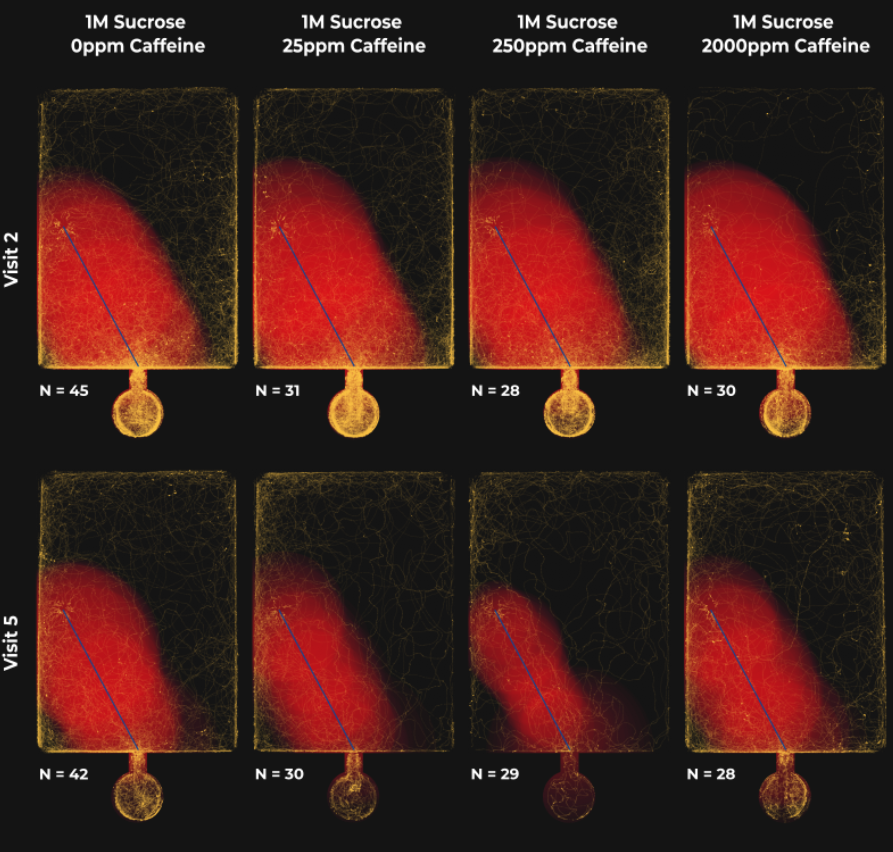 1M Sucrose
0ppm Caffeine
1M Sucrose
25ppm Caffeine
1M Sucrose
250ppm Caffeine
1M Sucrose
2000ppm Caffeine
Visit 2
N = 45
N = 31
N = 28
N = 30
Visit 5
N = 42
N = 30
N = 29
N = 28